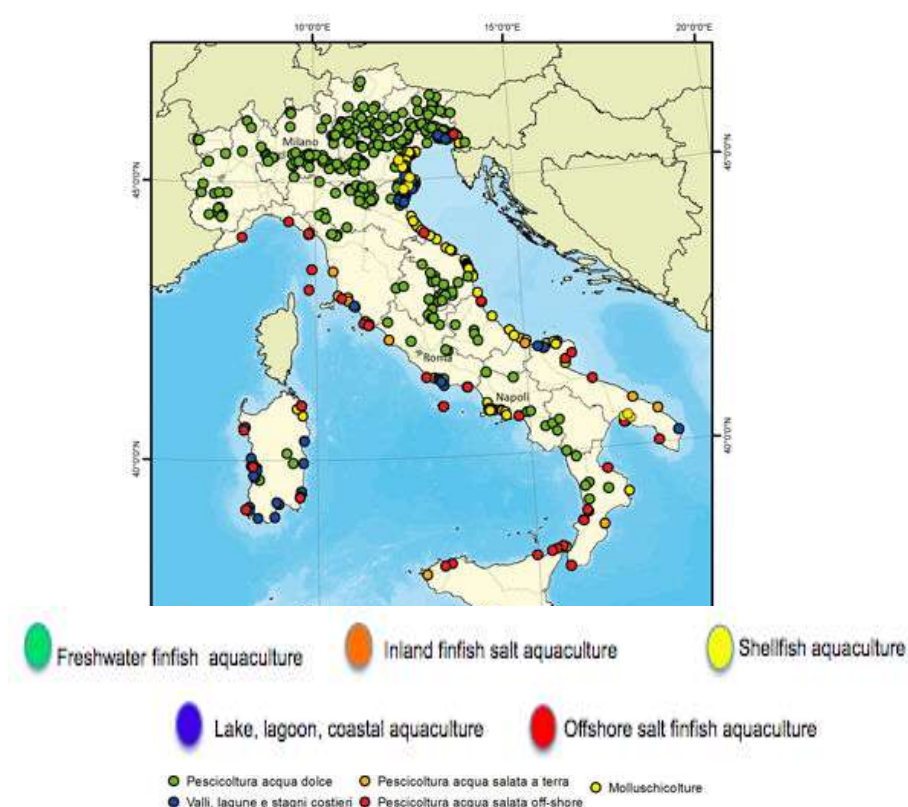 10°0'0"E 15°0'0"E 20°0'0"E
Milano
45°0'0"N 45°0'0"N
Roma
Napoli
40°0'0"N 40°0'0"N
Freshwater finfish aquaculture Inland finfish salt aquaculture Shellfish aquaculture
Lake, lagoon, coastal aquaculture Offshore salt finfish aquaculture
Pescicoltura acqua dolce Pescicoltura acqua salata a terra Molluschicolture
Valli, lagune e stagni costieri Pescicoltura acqua salata off-shore